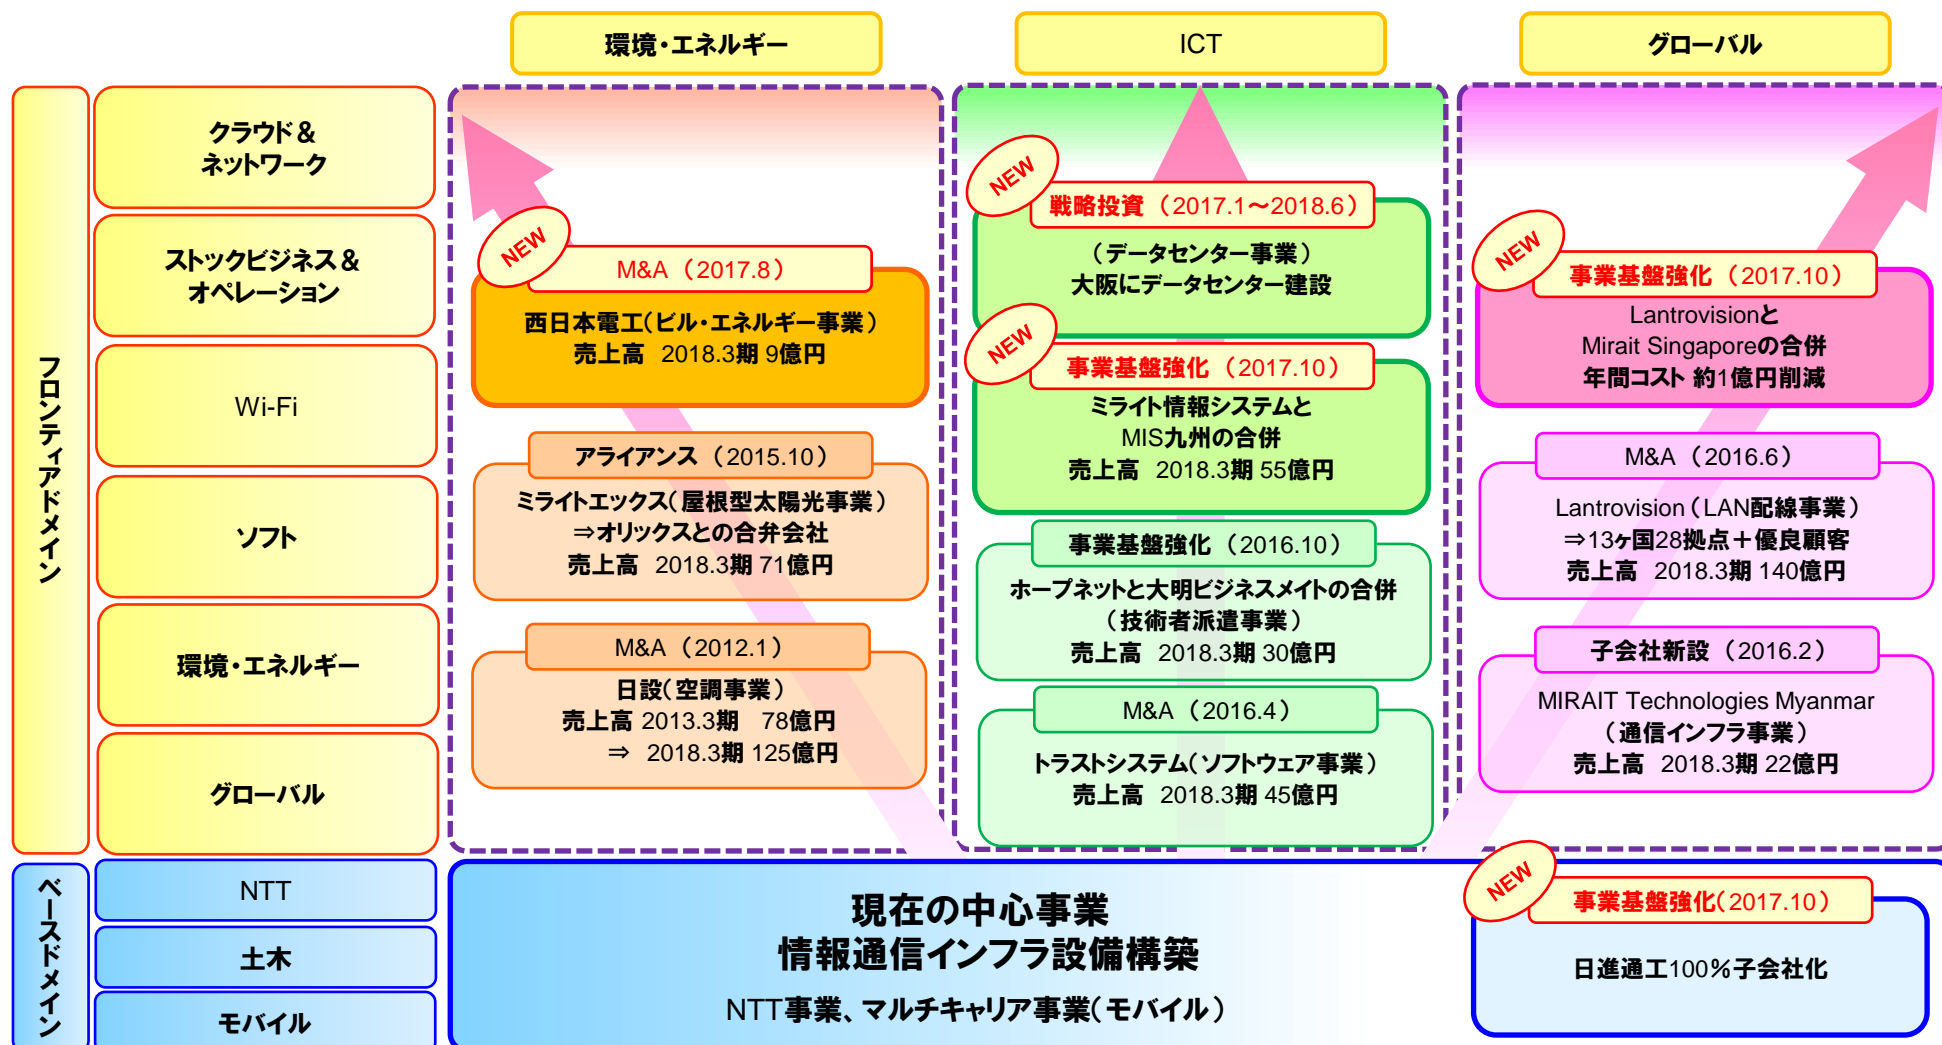 環境・エネルギー
ICT
グローバル
フロンティアドメイン
クラウド＆
ネットワーク
ストックビジネス＆
オペレーション
Wi-Fi
ソフト
環境・エネルギー
グローバル
NEW
M&A （2017.8）
西日本電工（ビル・エネルギー事業）
売上高 2018.3期 9億円
アライアンス （2015.10）
ミライトエックス（屋根型太陽光事業）
⇒オリックスとの合弁会社
売上高 2018.3期 71億円
M&A （2012.1）
日設（空調事業）
売上高 2013.3期 78億円
⇒ 2018.3期 125億円
NEW
戦略投資 （2017.1～2018.6）
（データセンター事業）
大阪にデータセンター建設
NEW
事業基盤強化 （2017.10）
ミライト情報システムと
MIS九州の合併
売上高 2018.3期 55億円
事業基盤強化 （2016.10）
ホープネットと大明ビジネスメイトの合併
（技術者派遣事業）
売上高 2018.3期 30億円
M&A （2016.4）
トラストシステム（ソフトウェア事業）
売上高 2018.3期 45億円
NEW
事業基盤強化 （2017.10）
Lantrovisionと
Mirait Singaporeの合併
年間コスト 約1億円削減
M&A （2016.6）
Lantrovision（LAN配線事業）
⇒13ヶ国28拠点＋優良顧客
売上高 2018.3期 140億円
子会社新設 （2016.2）
MIRAIT Technologies Myanmar
（通信インフラ事業）
売上高 2018.3期 22億円
ベースドメイン
NTT
土木
モバイル
現在の中心事業
情報通信インフラ設備構築
NTT事業、マルチキャリア事業（モバイル）
NEW
事業基盤強化（2017.10）
日進通工100％子会社化